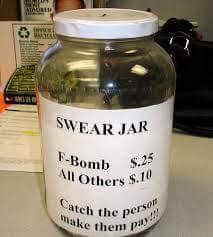 SWEAR JAR
F-Bomb $.25
All Others $.10
Catch the person
make them pay!!!